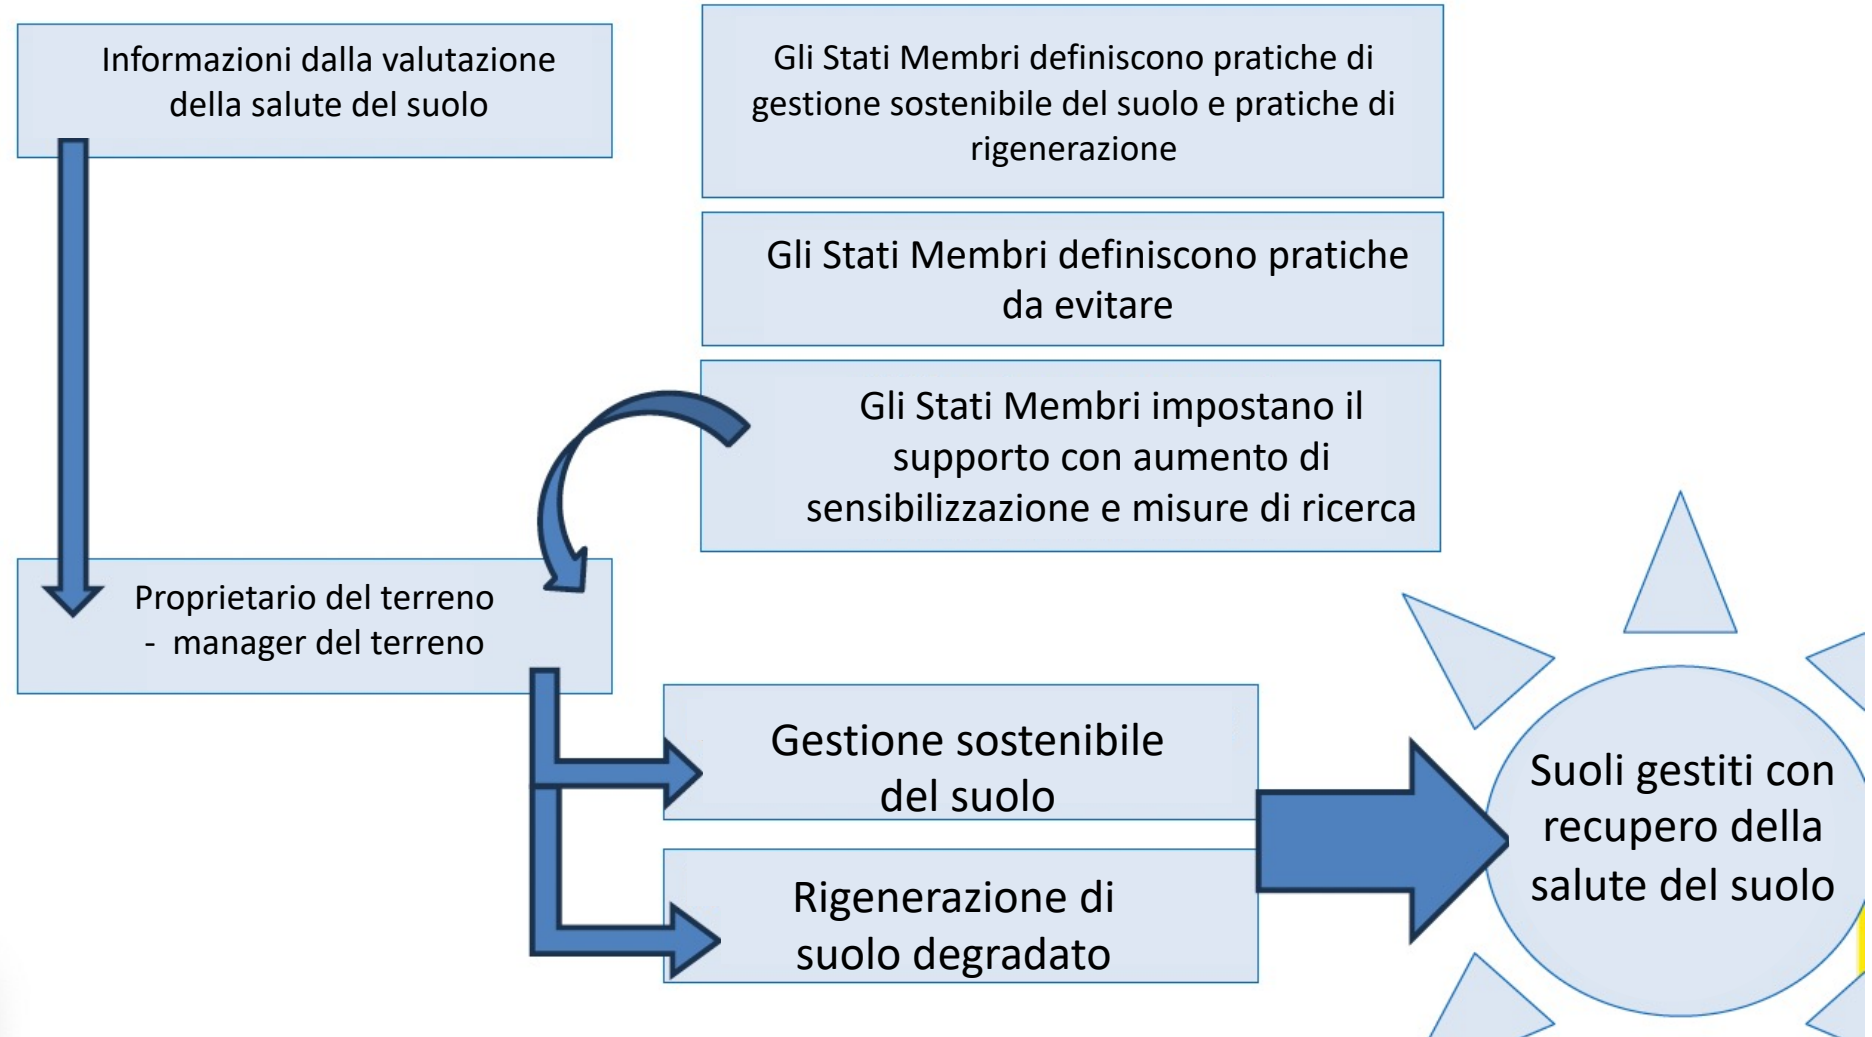 Informazioni dalla valutazione
della salute del suolo
Gli Stati Membri definiscono pratiche di
gestione sostenibile del suolo e pratiche di
rigenerazione
Gli Stati Membri definiscono pratiche
da evitare
Gli Stati Membri impostano il
supporto con aumento di
sensibilizzazione e misure di ricerca
Proprietario del terreno
- manager del terreno
Gestione sostenibile
del suolo
Rigenerazione di
suolo degradato
Suoli gestiti con
recupero della
salute del suolo